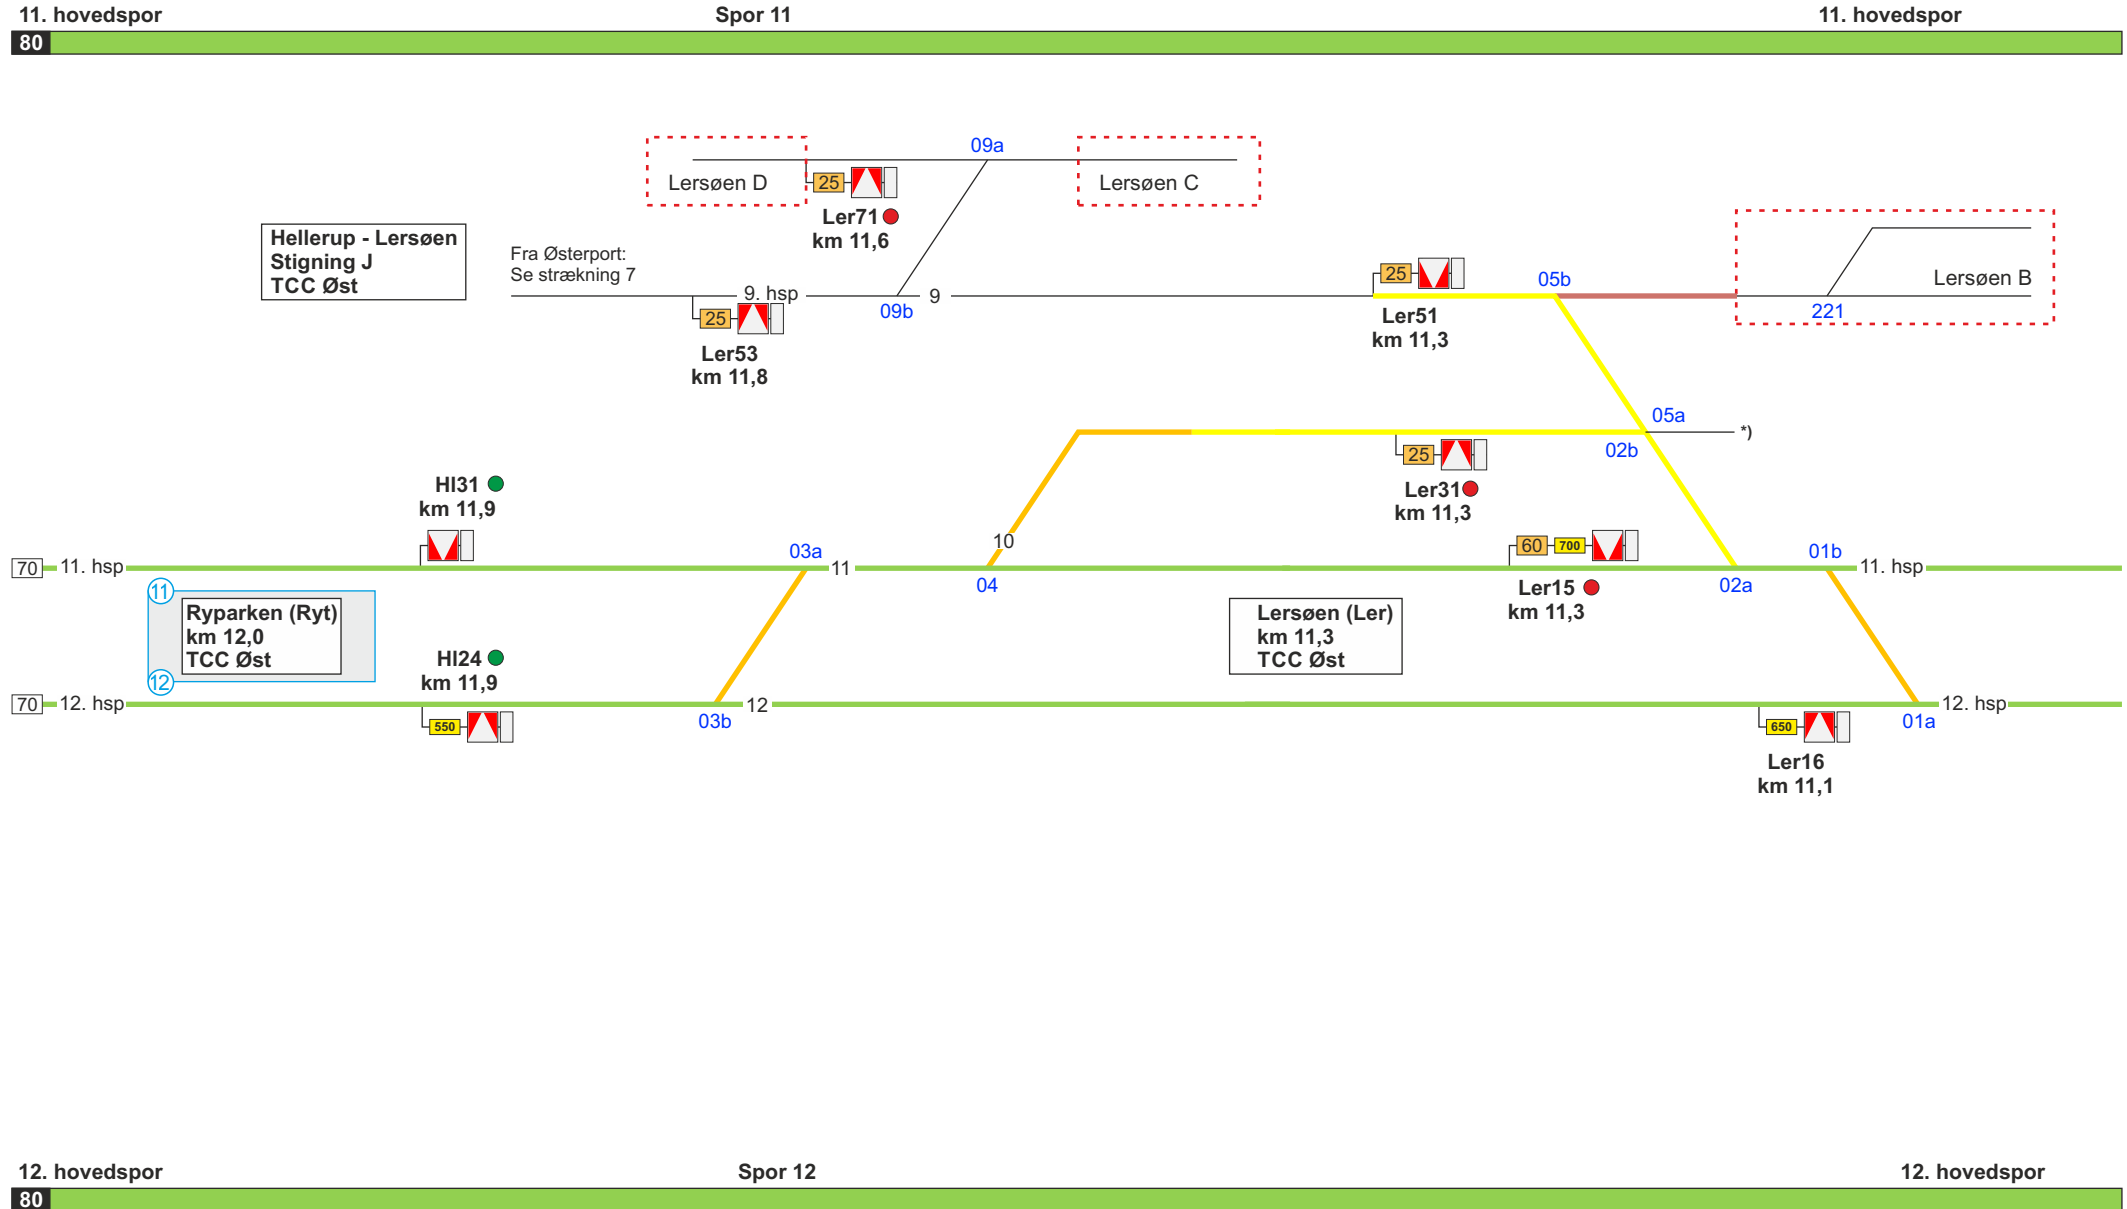 11. hovedspor
Spor 11
11. hovedspor
80
09a
Lersøen D
25
Lersøen C
Ler71
km 11,6
Hellerup - Lersøen
Stigning J
TCC Øst
Fra Østerport:
Se strækning 7
9. hsp
09b
9
25
Ler53
km 11,8
25
05b
Ler51
km 11,3
Lersøen B
221
05a
*)
02b
25
Ler31
km 11,3
Hl31
km 11,9
10
03a
60
700
01b
70
11. hsp
11
04
Ler15
km 11,3
02a
11. hsp
11
Ryparken (Ryt)
km 12,0
TCC Øst
12
Lersøen (Ler)
km 11,3
TCC Øst
Hl24
km 11,9
70
12. hsp
550
03b
12
12. hsp
650
01a
Ler16
km 11,1
12. hovedspor
Spor 12
12. hovedspor
80